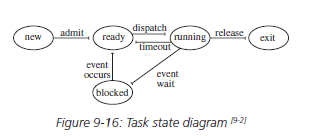 new
admit
ready
dispatch
timeout
running
release
exit
event
occurs
event
wait
blocked
Figure 9-16: Task state diagram [9-2]